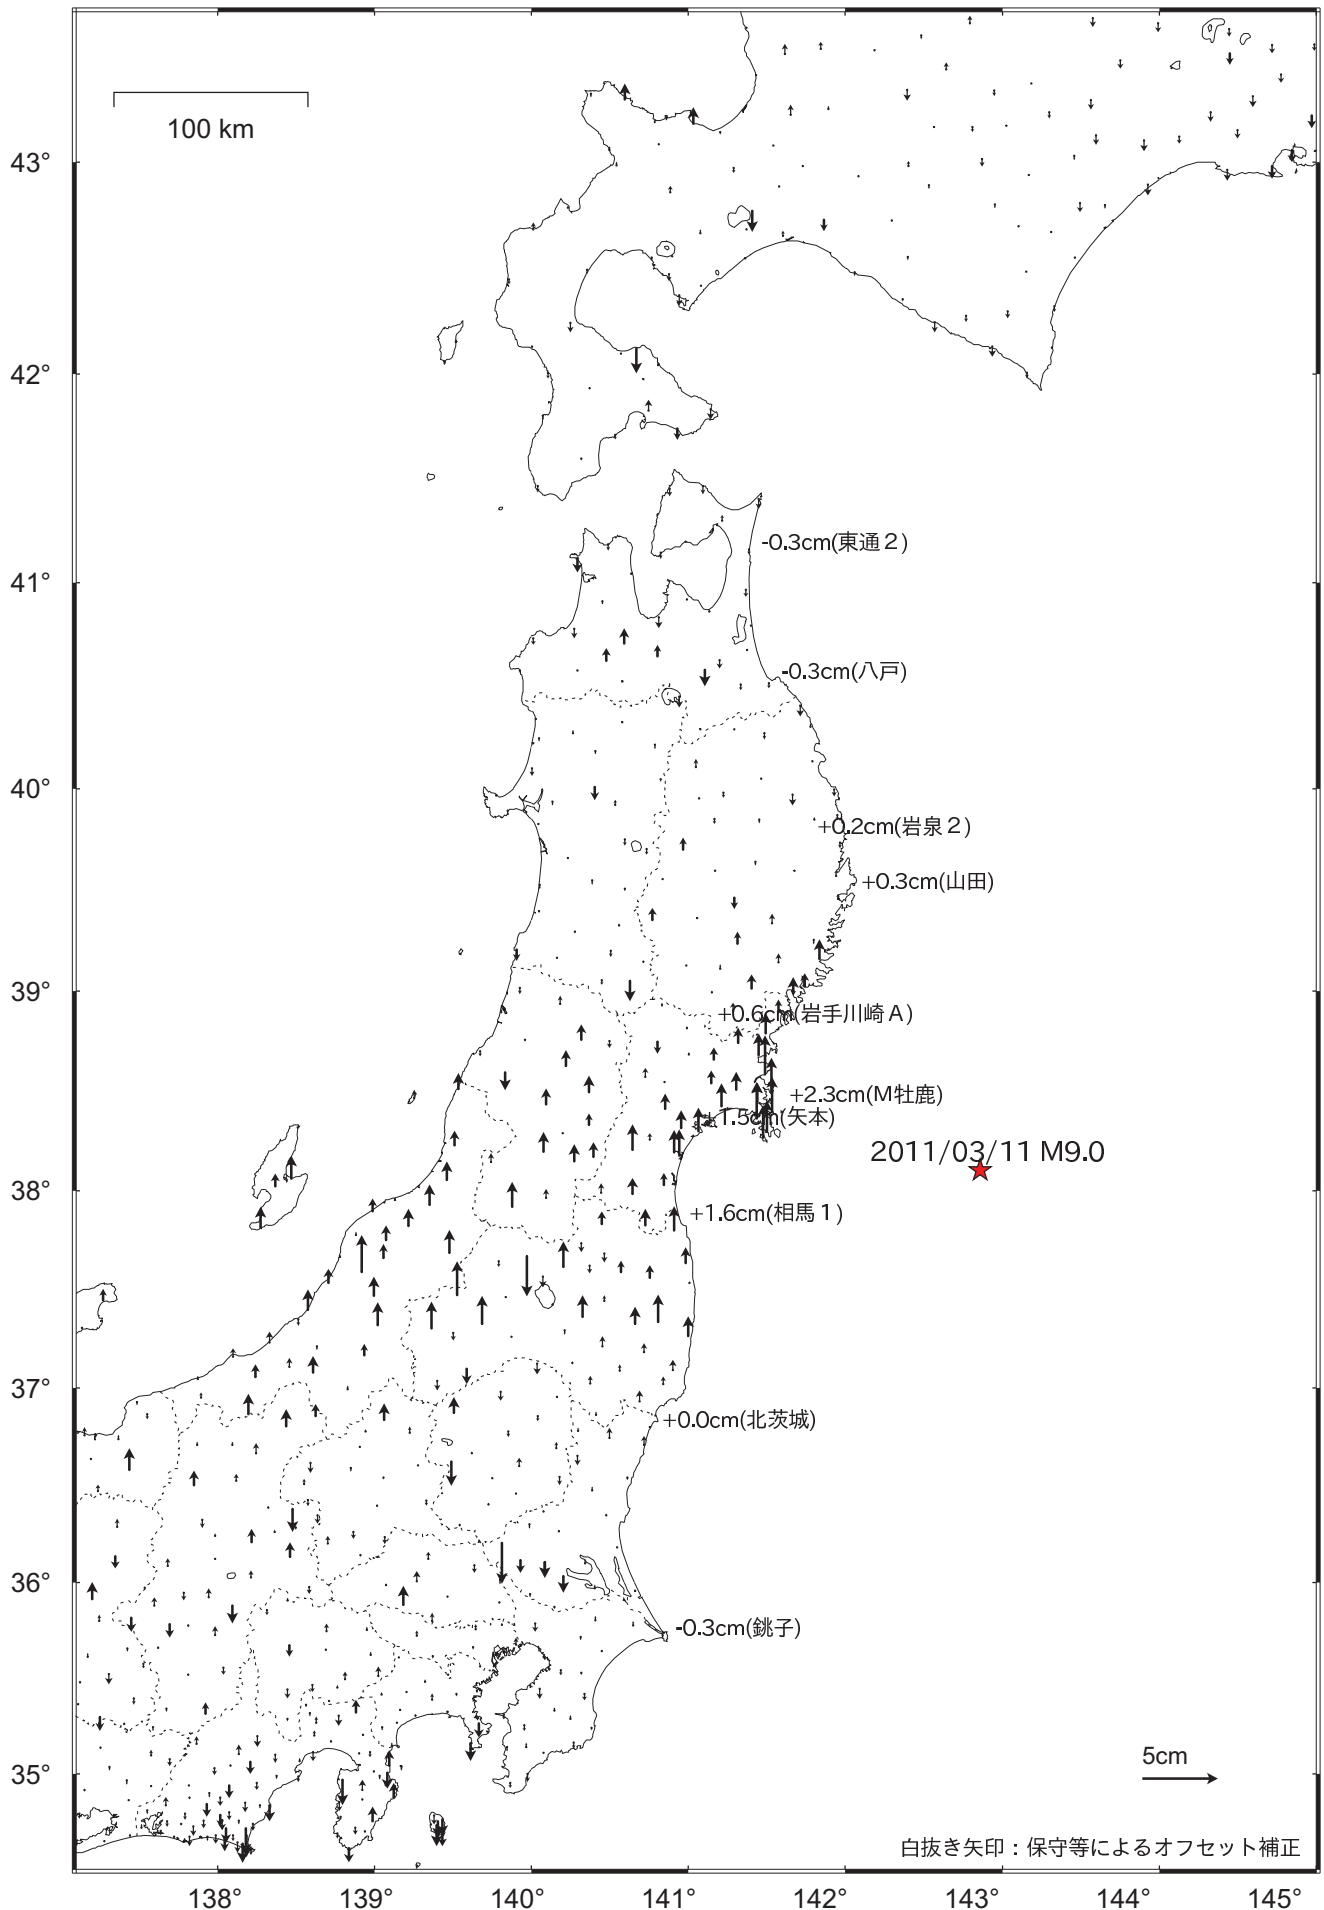 100 km
43°
42°
-0.3cm(東通２)
41°
-0.3cm(八戸)
40°
+0.2cm(岩泉２)
+0.3cm(山田)
39°
+0.6cm(岩手川崎Ａ)
+2.3cm(M牡鹿)
+1.5cm(矢本)
2011/03/11 M9.0
38°
+1.6cm(相馬１)
37°
+0.0cm(北茨城)
36°
-0.3cm(銚子)
5cm
35°
白抜き矢印：保守等によるオフセット補正
138° 139° 140° 141° 142° 143° 144° 145°